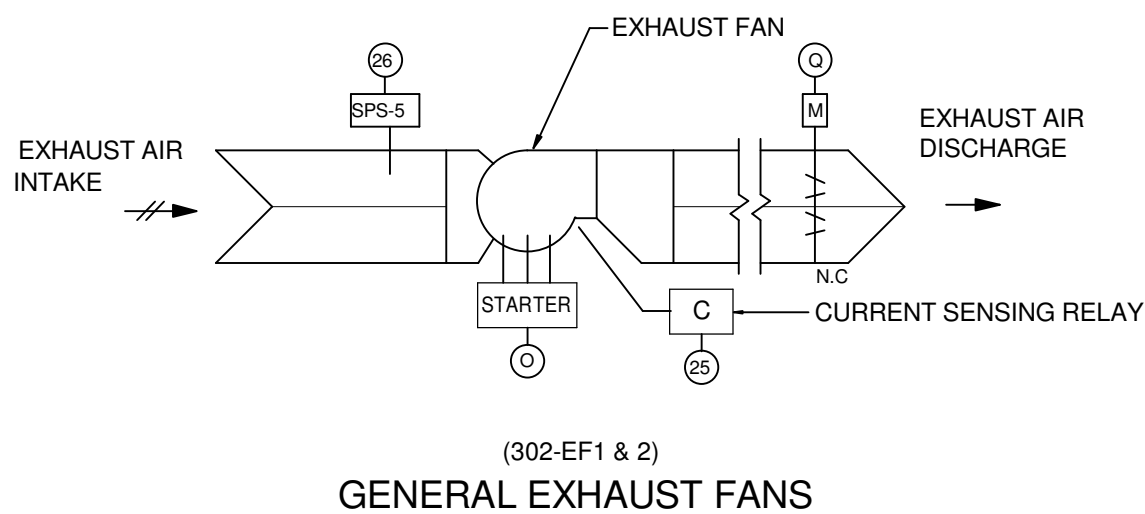 EXHAUST FAN
26
Q
SPS-5
M
EXHAUST AIR
INTAKE
EXHAUST AIR
DISCHARGE
N.C
STARTER
C
CURRENT SENSING RELAY
O
25
(302-EF1 & 2)
GENERAL EXHAUST FANS